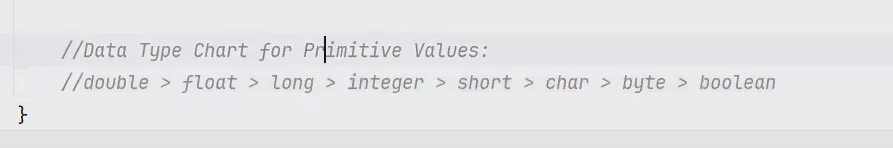 //Data Type Chart for Primitive Values:
//double > float > long > integer > short > char > byte > boolean
}